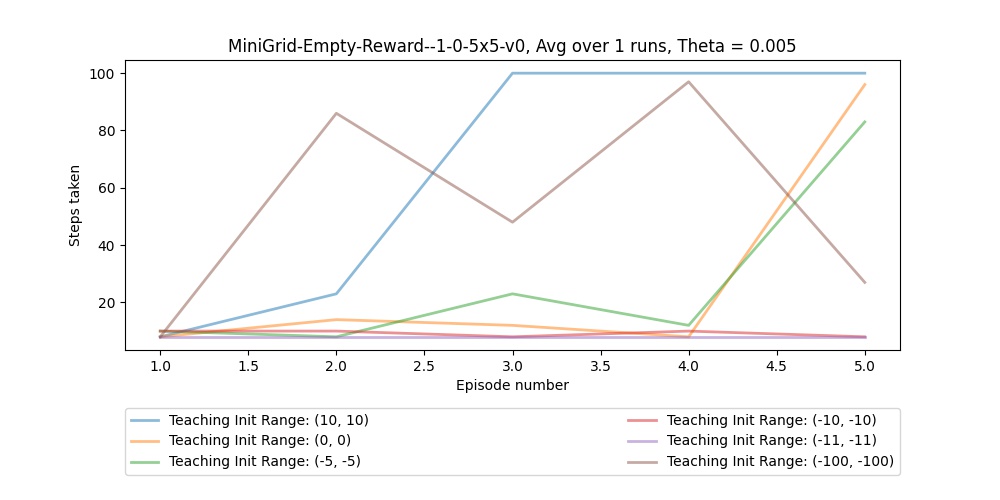 MiniGrid-Empty-Reward--1-0-5x5-v0, Avg over 1 runs, Theta = 0.005
100
80
60
40
20
Steps taken
1.0 1.5 2.0 2.5 3.0 3.5 4.0 4.5 5.0
Episode number
Teaching Init Range: (10, 10)
Teaching Init Range: (0, 0)
Teaching Init Range: (-5, -5)
Teaching Init Range: (-10, -10)
Teaching Init Range: (-11, -11)
Teaching Init Range: (-100, -100)